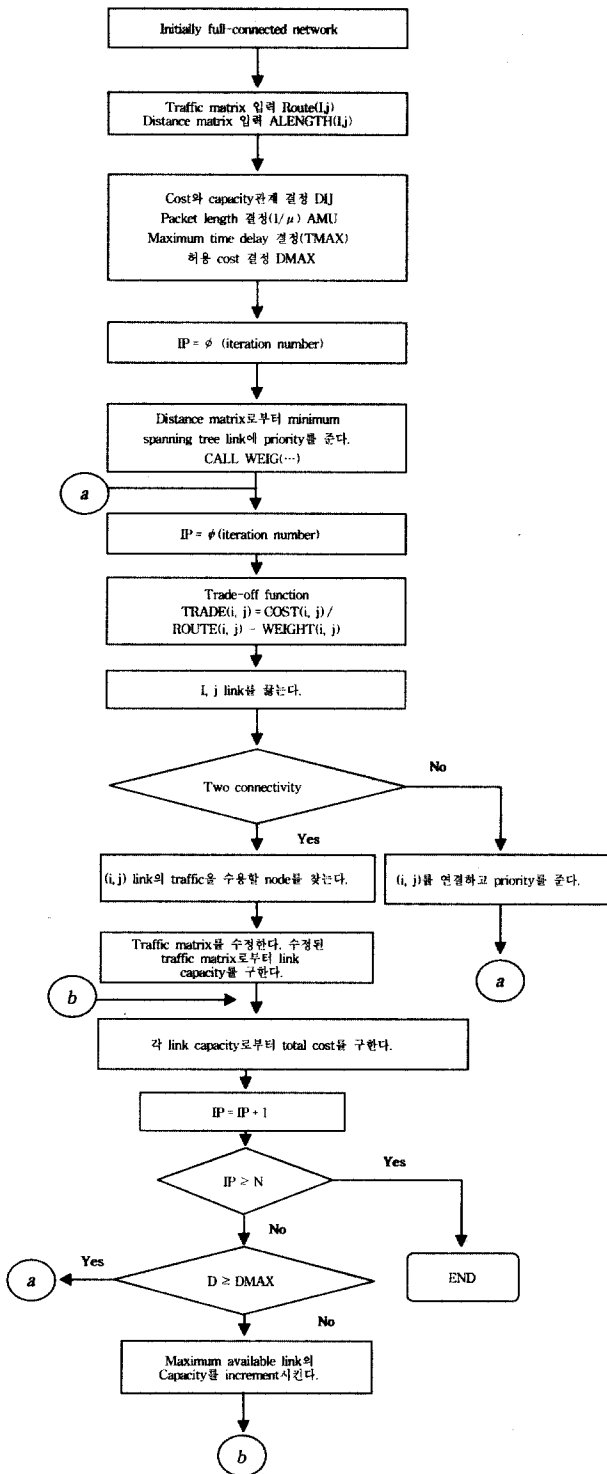 Initially full-connected network
Traffic matrix 입력 Route(I,j)
Distance matrix 입력 ALENGTH(I,j)
Cost와 capacity관계 결정 DIJ
Packet length 결정(1/μ) AMU
Maximum time delay 결정(TMAX)
허용 cost 결정 DMAX
IP = φ (iteration number)
Distance matrix로부터 minimum
spanning tree link에 priority를 준다.
CALL WEIG(…)
a
IP = φ (iteration number)
Trade-off function
TRADE(i, j) = COST(i, j) /
ROUTE(i, j) - WEIGHT(i, j)
I, j link를 끊는다.
Two connectivity
No
Yes
(i, j) link의 traffic을 수용할 node를 찾는다.
(i, j)를 연결하고 priority를 준다.
Traffic matrix를 수정한다. 수정된
traffic matrix로부터 link
capacity를 구한다.
a
b
각 link capacity로부터 total cost를 구한다.
IP = IP + 1
IP ≥ N
Yes
No
Yes
a
D ≥ DMAX
END
No
Maximum available link의
Capacity를 increment시킨다.
b